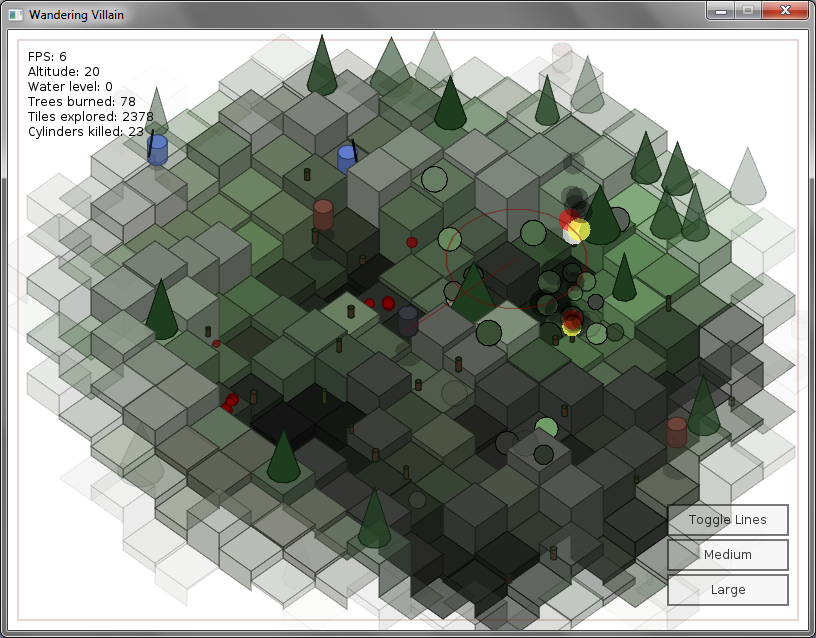 Wandering Villain
FPS: 6
Altitude: 20
Water level: 0
Trees burned: 78
Tiles explored: 2378
Cylinders killed: 23
Toggle Lines
Medium
Large